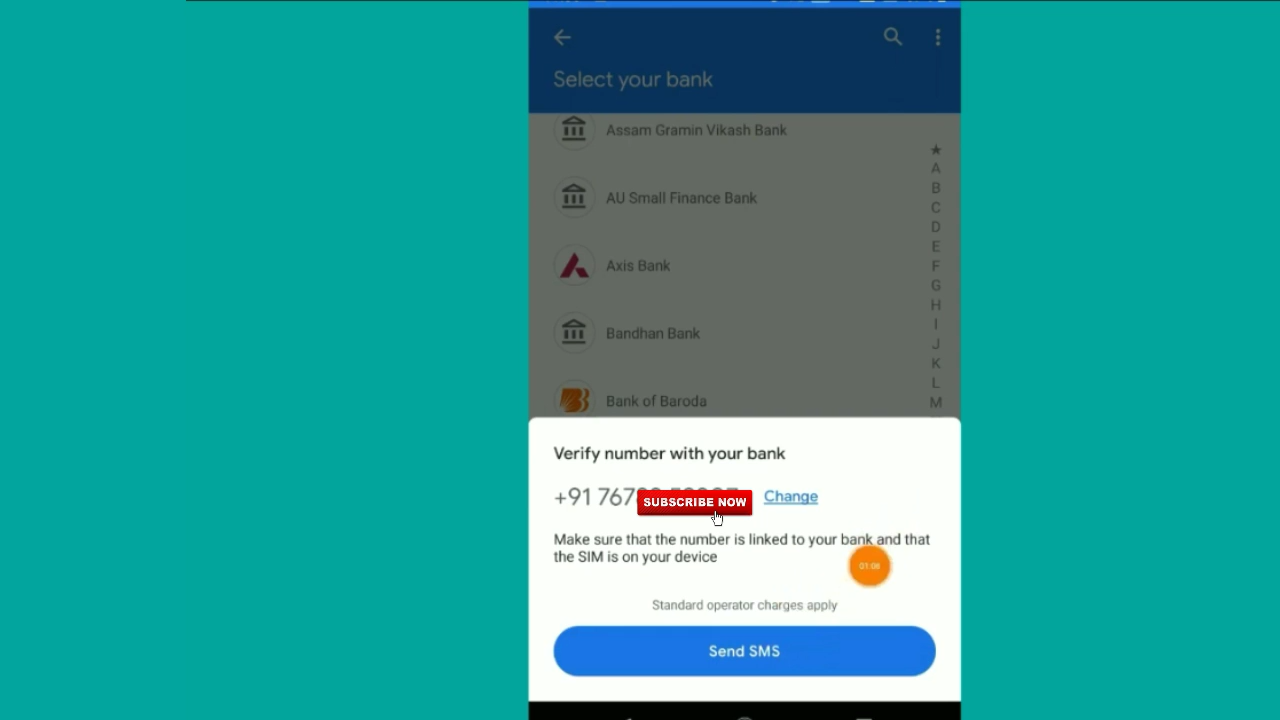 Select your bank
Assam Gramin Vikash Bank
AU Small Finance Bank
Axis Bank
Bandhan Bank
Bank of Baroda
★
A
B
C
D
E
F
G
H
I
J
K
L
M
Verify number with your bank
+91 767
SUBSCRIBE NOW
Change
Make sure that the number is linked to your bank and that
the SIM is on your device
01:08
Standard operator charges apply
Send SMS